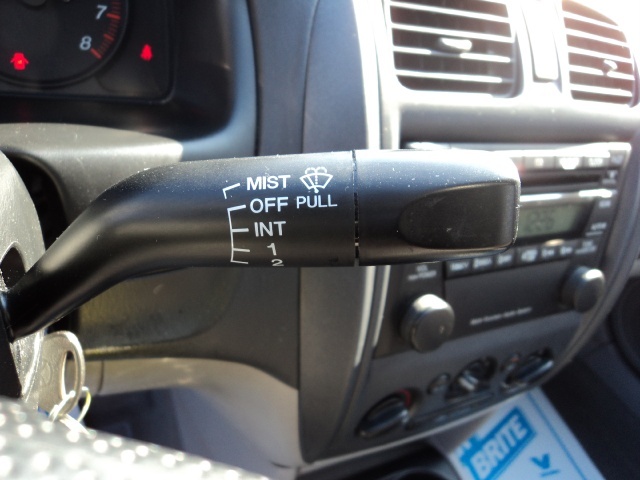 7
8
MIST
OFF PULL
INT
1
2
BRITE